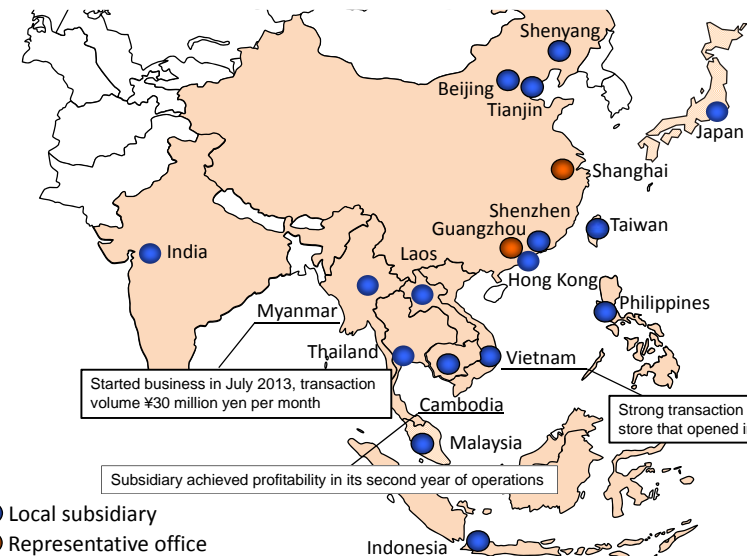 Shenyang
Beijing
Tianjin
Japan
Shanghai
Shenzhen
Guangzhou
Taiwan
India
Laos
Hong Kong
Philippines
Myanmar
Thailand
Vietnam
Started business in July 2013, transaction
volume ¥30 million yen per month
Cambodia
Strong transaction
store that opened
Malaysia
Subsidiary achieved profitability in its second year of operations
Local subsidiary
Representative office
Indonesia